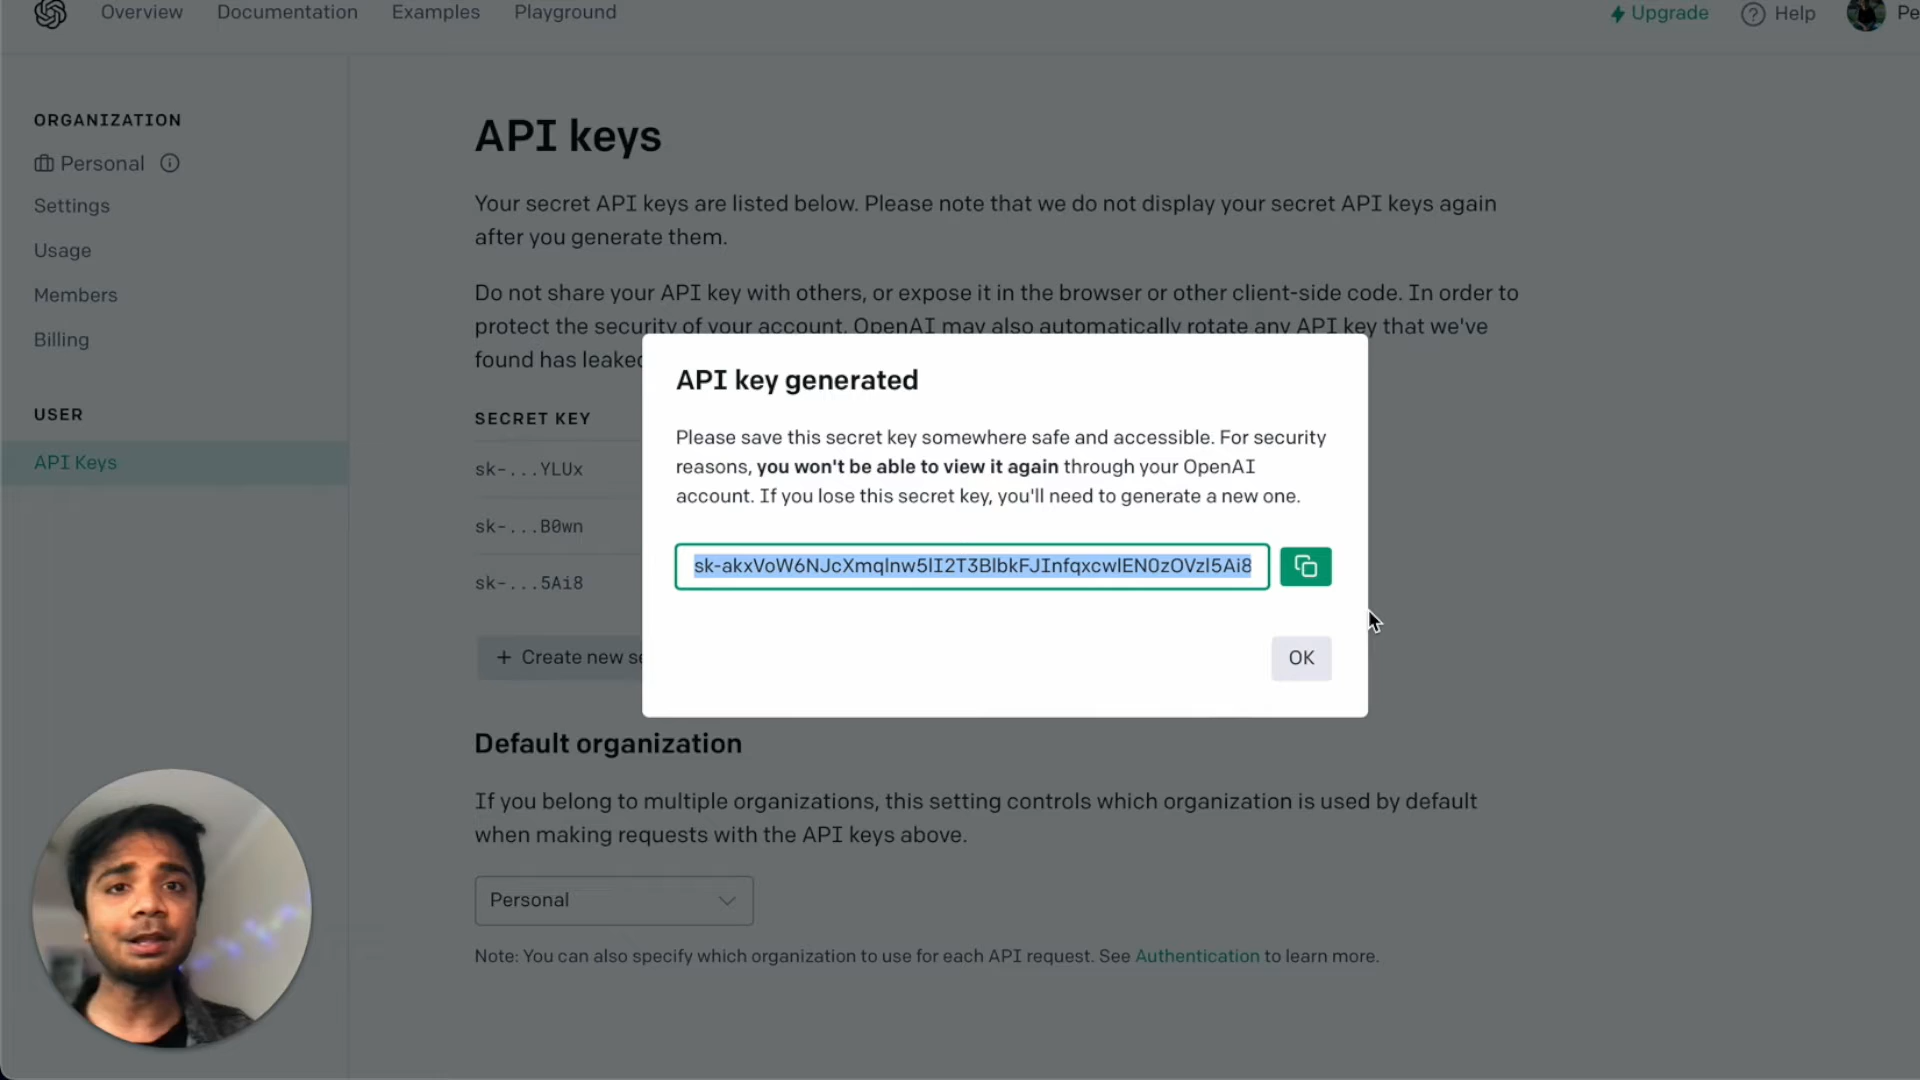 Overview Documentation Examples Playground Upgrade Help Pe
ORGANIZATION
Personal
Settings
Usage
Members
Billing
USER
API Keys
API keys
Your secret API keys are listed below. Please note that we do not display your secret API keys again
after you generate them.
Do not share your API key with others, or expose it in the browser or other client-side code. In order to
protect the security of your account, OpenAI may also automatically rotate any API key that we've
found has leaked
SECRET KEY
sk-...YLUx
sk-...B0wn
sk-...5Ai8
+ Create new se
API key generated
Please save this secret key somewhere safe and accessible. For security
reasons, you won't be able to view it again through your OpenAI
account. If you lose this secret key, you'll need to generate a new one.
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
OK
Default organization
If you belong to multiple organizations, this setting controls which organization is used by default
when making requests with the API keys above.
Personal
Note: You can also specify which organization to use for each API request. See Authentication to learn more.